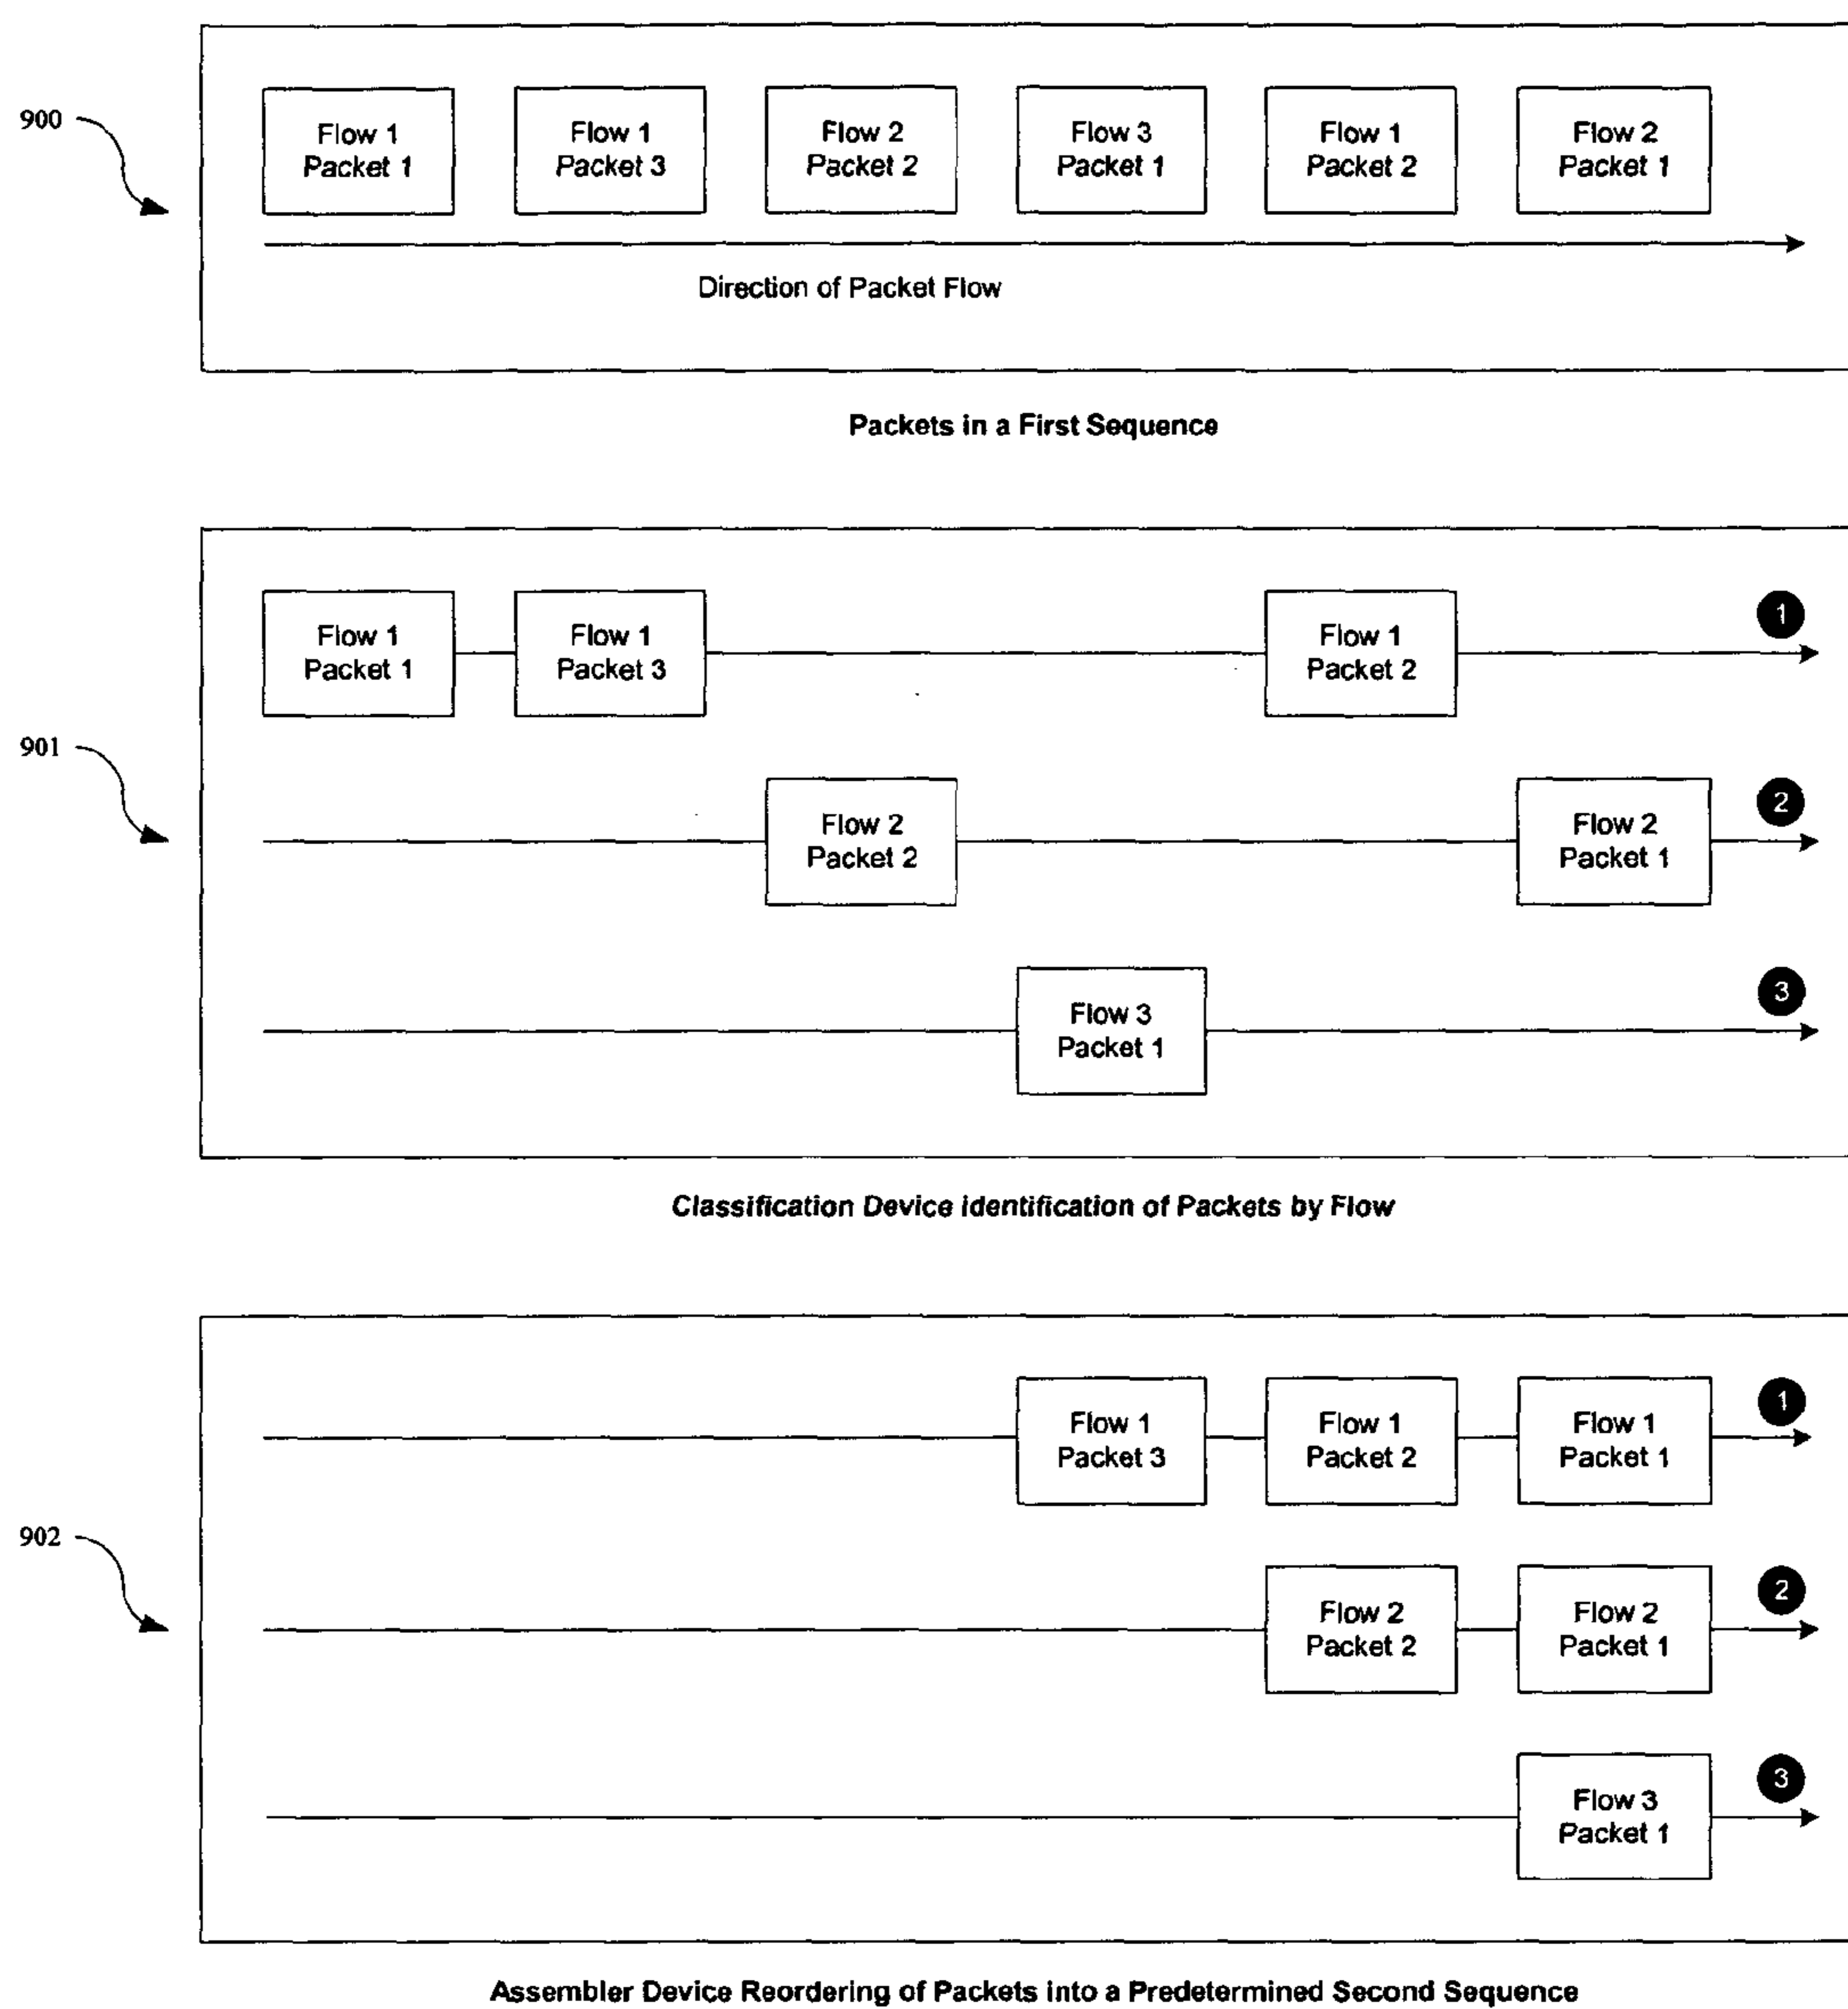 900
Flow 1
Packet 1
Flow 1
Packet 3
Flow 2
Packet 2
Flow 3
Packet 1
Flow 1
Packet 2
Flow 2
Packet 1
Direction of Packet Flow
Packets in a First Sequence
901
Flow 1
Packet 1
Flow 1
Packet 3
Flow 1
Packet 2
1
Flow 2
Packet 2
Flow 2
Packet 1
2
Flow 3
Packet 1
3
Classification Device identification of Packets by Flow
902
Flow 1
Packet 3
Flow 1
Packet 2
Flow 1
Packet 1
1
Flow 2
Packet 2
Flow 2
Packet 1
2
Flow 3
Packet 1
3
Assembler Device Reordering of Packets into a Predetermined Second Sequence